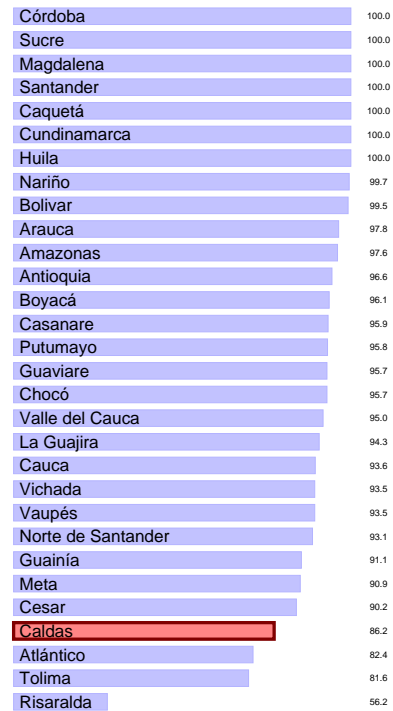 Córdoba 100.0
Sucre 100.0
Magdalena 100.0
Santander 100.0
Caquetá 100.0
Cundinamarca 100.0
Huila 100.0
Nariño 99.7
Bolivar 99.5
Arauca 97.8
Amazonas 97.6
Antioquia 96.6
Boyacá 96.1
Casanare 95.9
Putumayo 95.8
Guaviare 95.7
Chocó 95.7
Valle del Cauca 95.0
La Guajira 94.3
Cauca 93.6
Vichada 93.5
Vaupés 93.5
Norte de Santander 93.1
Guainía 91.1
Meta 90.9
Cesar 90.2
Caldas 86.2
Atlántico 82.4
Tolima 81.6
Risaralda 56.2